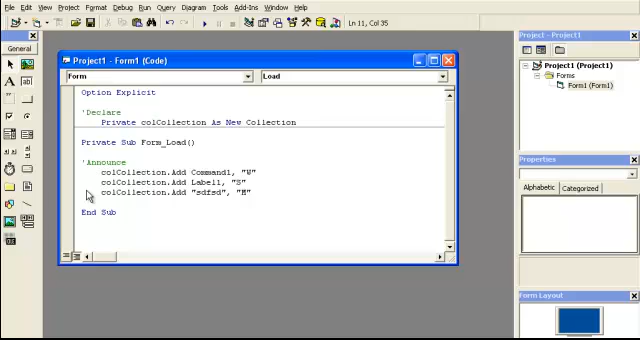 File Edit View Project Format Debug Run Query Diagram Tools Add-Ins Window Help
Ln 11, Col 35
General
Project1 - Form1 (Code)
Form
Load
Option Explicit
'Declare
Private colCollection As New Collection
Private Sub Form_Load()
'Announce
colCollection.Add Command1, "W"
colCollection.Add Label1, "S"
colCollection.Add "sdfsd", "M"
End Sub
Project - Project1
Project1 (Project1)
Forms
Form1 (Form1)
Properties
Alphabetic Categorized
Form Layout